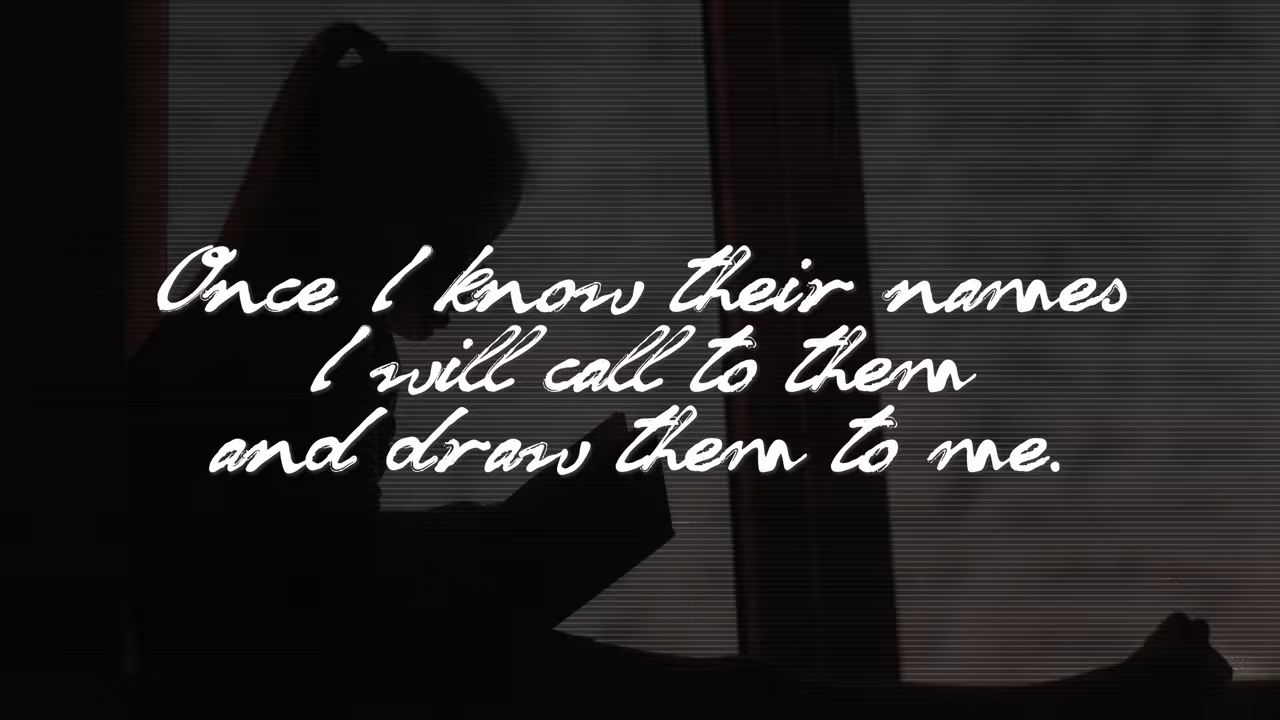 Once I know their names
I will call to them
and draw them to me.